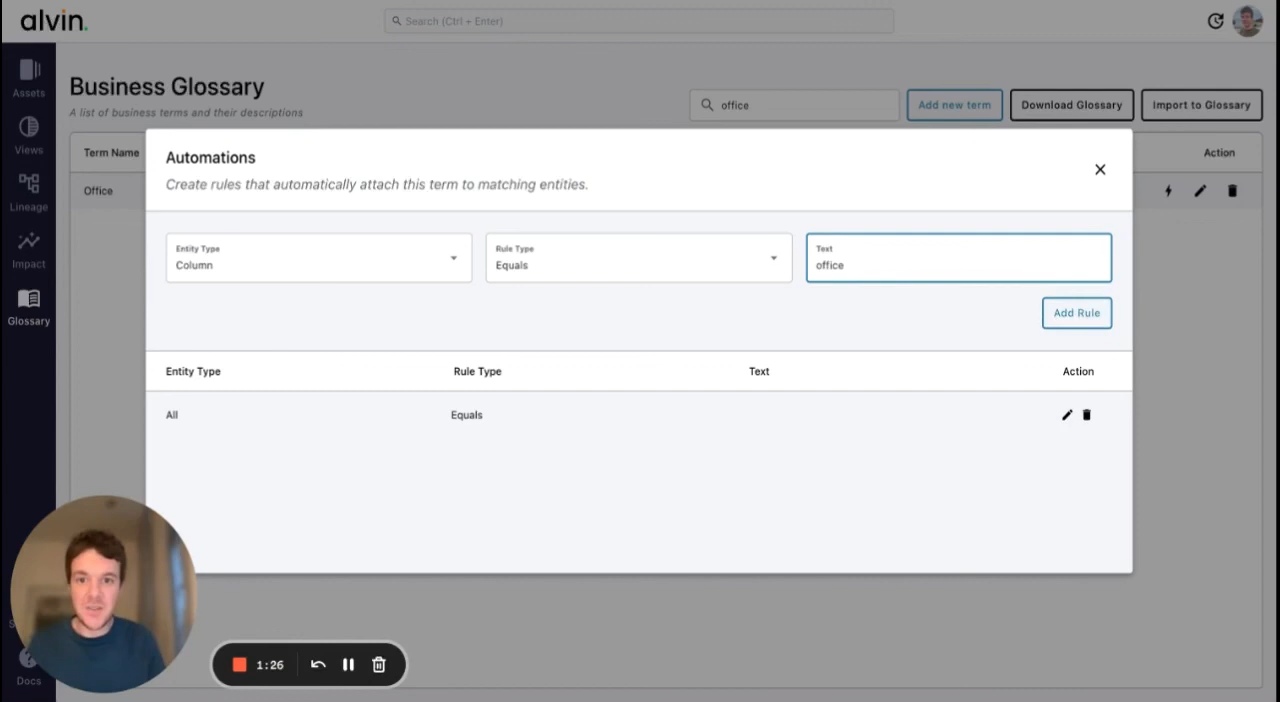 alvin.
Search (Ctrl + Enter)
Assets
Views
Lineage
Impact
Glossary
Docs
Business Glossary
A list of business terms and their descriptions
office
Add new term
Download Glossary
Import to Glossary
Term Name
Action
Office
Automations
Create rules that automatically attach this term to matching entities.
Entity Type
Column
Rule Type
Equals
Text
office
Add Rule
Entity Type Rule Type Text Action
All Equals
1:26